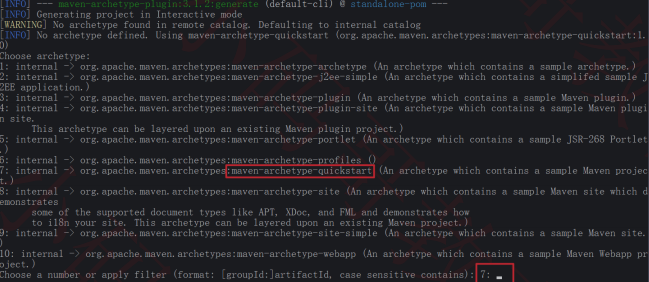 [INFO] --- maven-archetype-plugin:3.1.2:generate (default-cli) @ standalone-pom ---
[INFO] Generating project in Interactive mode
[WARNING] No archetype found in remote catalog. Defaulting to internal catalog
[INFO] No archetype defined. Using maven-archetype-quickstart (org.apache.maven.archetypes:maven-archetype-quickstart:1.
0)
Choose archetype:
1: internal -> org.apache.maven.archetypes:maven-archetype-archetype (An archetype which contains a sample archetype.)
2: internal -> org.apache.maven.archetypes:maven-archetype-j2ee-simple (An archetype which contains a simplifed sample J
2EE application.)
3: internal -> org.apache.maven.archetypes:maven-archetype-plugin (An archetype which contains a sample Maven plugin.)
4: internal -> org.apache.maven.archetypes:maven-archetype-plugin-site (An archetype which contains a sample Maven plugi
n site.
This archetype can be layered upon an existing Maven plugin project.)
5: internal -> org.apache.maven.archetypes:maven-archetype-portlet (An archetype which contains a sample JSR-268 Portlet
.)
6: internal -> org.apache.maven.archetypes:maven-archetype-profiles ()
7: internal -> org.apache.maven.archetypes:maven-archetype-quickstart (An archetype which contains a sample Maven projec
t.)
8: internal -> org.apache.maven.archetypes:maven-archetype-site (An archetype which contains a sample Maven site which d
emonstrates
some of the supported document types like APT, XDoc, and FML and demonstrates how
to i18n your site. This archetype can be layered upon an existing Maven project.)
9: internal -> org.apache.maven.archetypes:maven-archetype-site-simple (An archetype which contains a sample Maven site.
)
10: internal -> org.apache.maven.archetypes:maven-archetype-webapp (An archetype which contains a sample Maven Webapp pr
oject.)
Choose a number or apply filter (format: [groupId:]artifactId, case sensitive contains): 7: